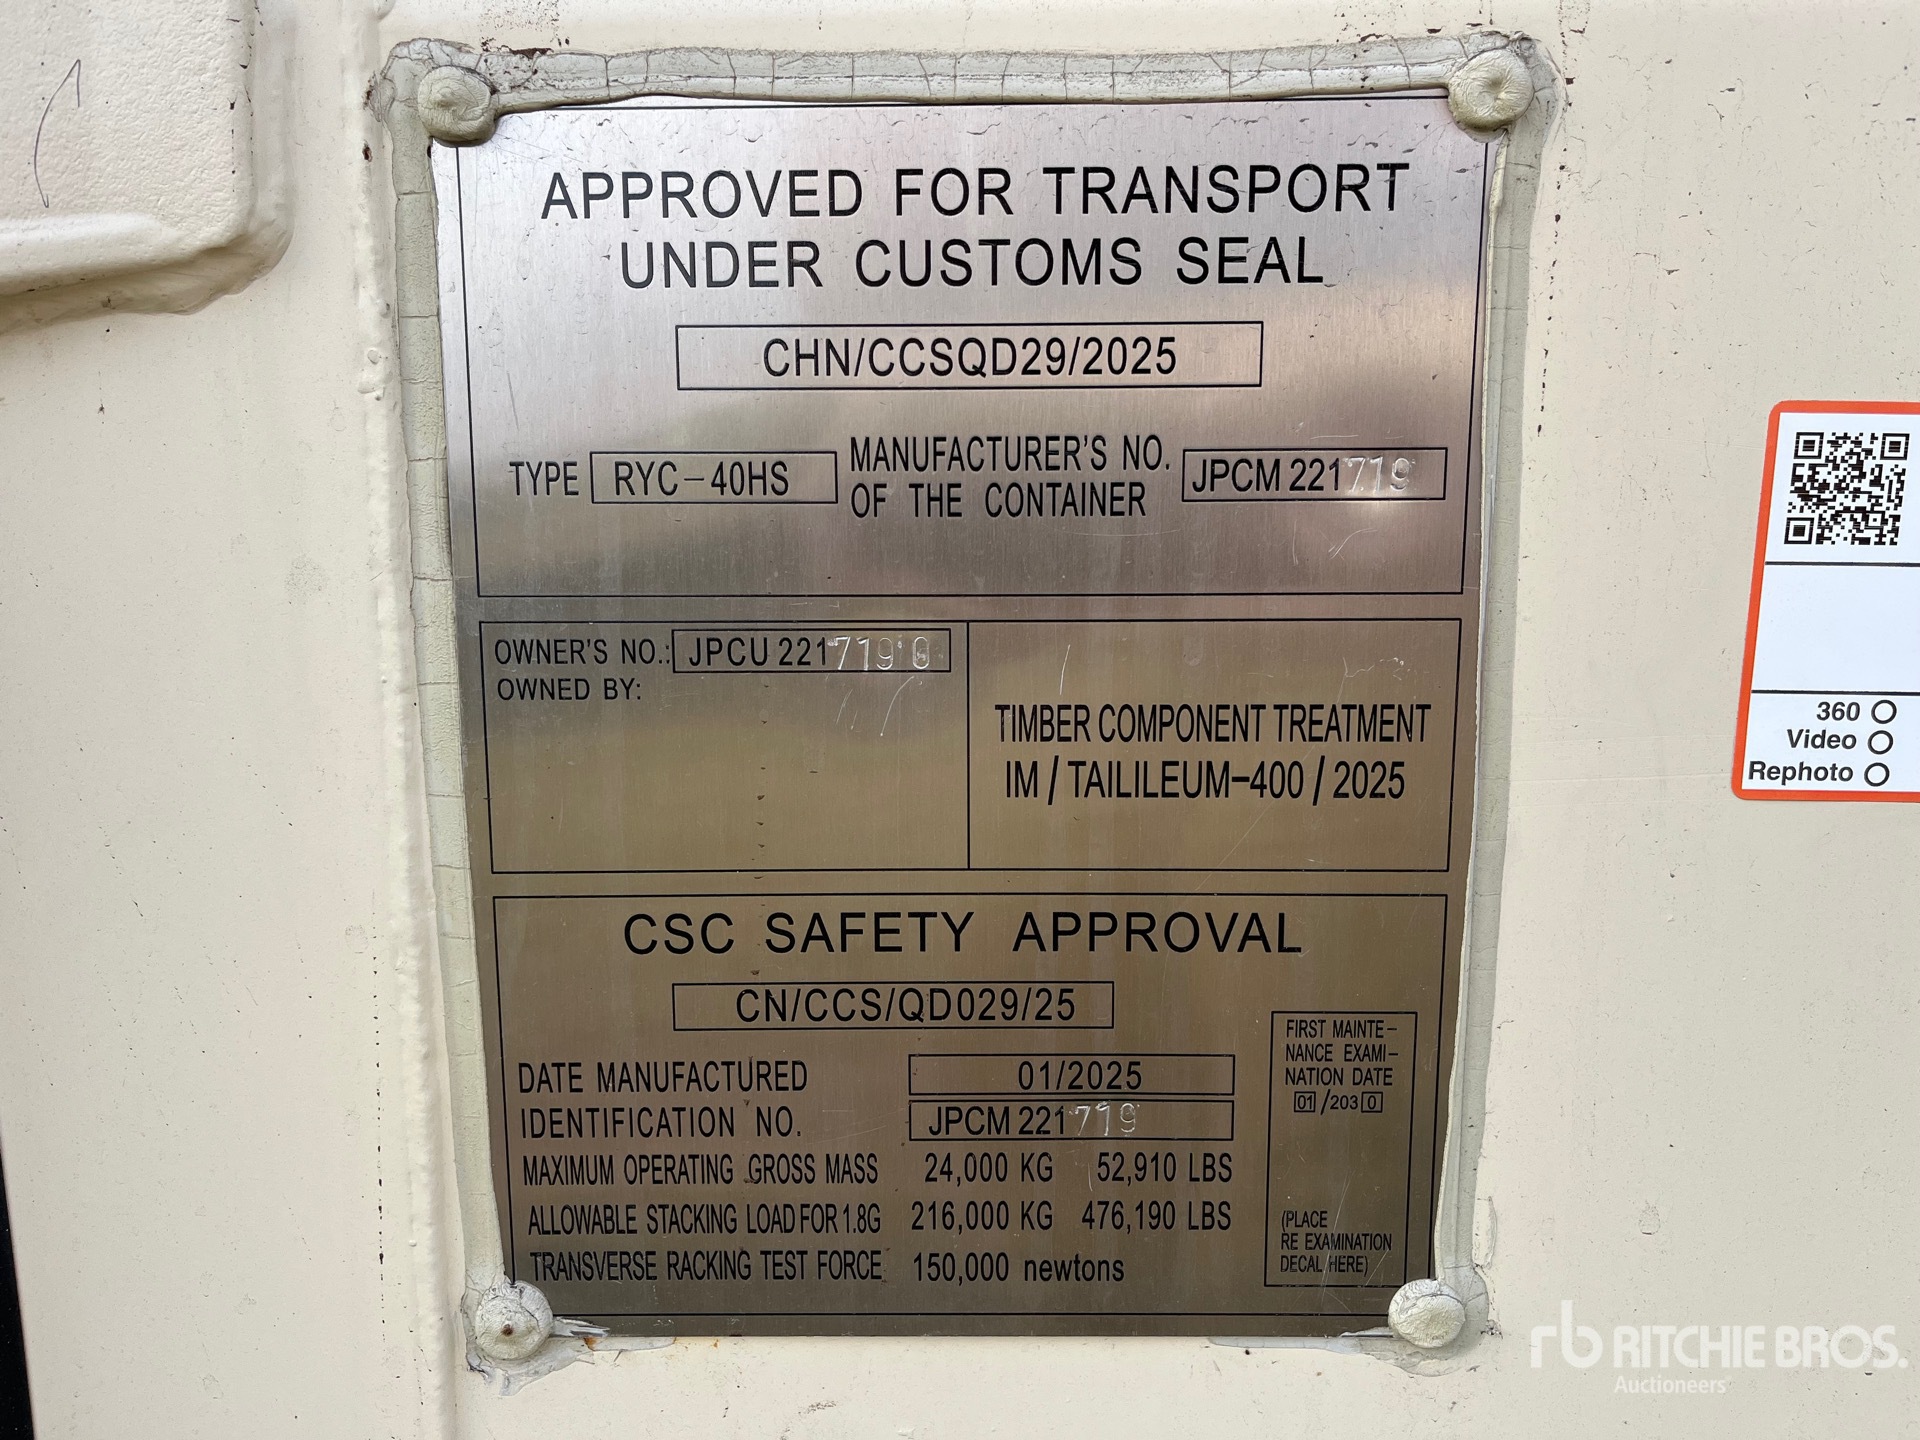 APPROVED FOR TRANSPORT
UNDER CUSTOMS SEAL
CHN/CCSQD29/2025
TYPE RYC-40HS
MANUFACTURER'S NO.
OF THE CONTAINER
JPCM 221719
OWNER'S NO.: JPCU 221719 0
OWNED BY:
TIMBER COMPONENT TREATMENT
IM / TAILILEUM-400 / 2025
CSC SAFETY APPROVAL
CN/CCS/QD029/25
DATE MANUFACTURED 01/2025
IDENTIFICATION NO. JPCM 221719
MAXIMUM OPERATING GROSS MASS 24,000 KG 52,910 LBS
ALLOWABLE STACKING LOAD FOR 1.8G 216,000 KG 476,190 LBS
TRANSVERSE RACKING TEST FORCE 150,000 newtons
FIRST MAINTE-
NANCE EXAMI-
NATION DATE
01/2030
(PLACE
RE EXAMINATION
DECAL HERE)
360
Video
Rephoto
rb RITCHIE BROS.
Auctioneers